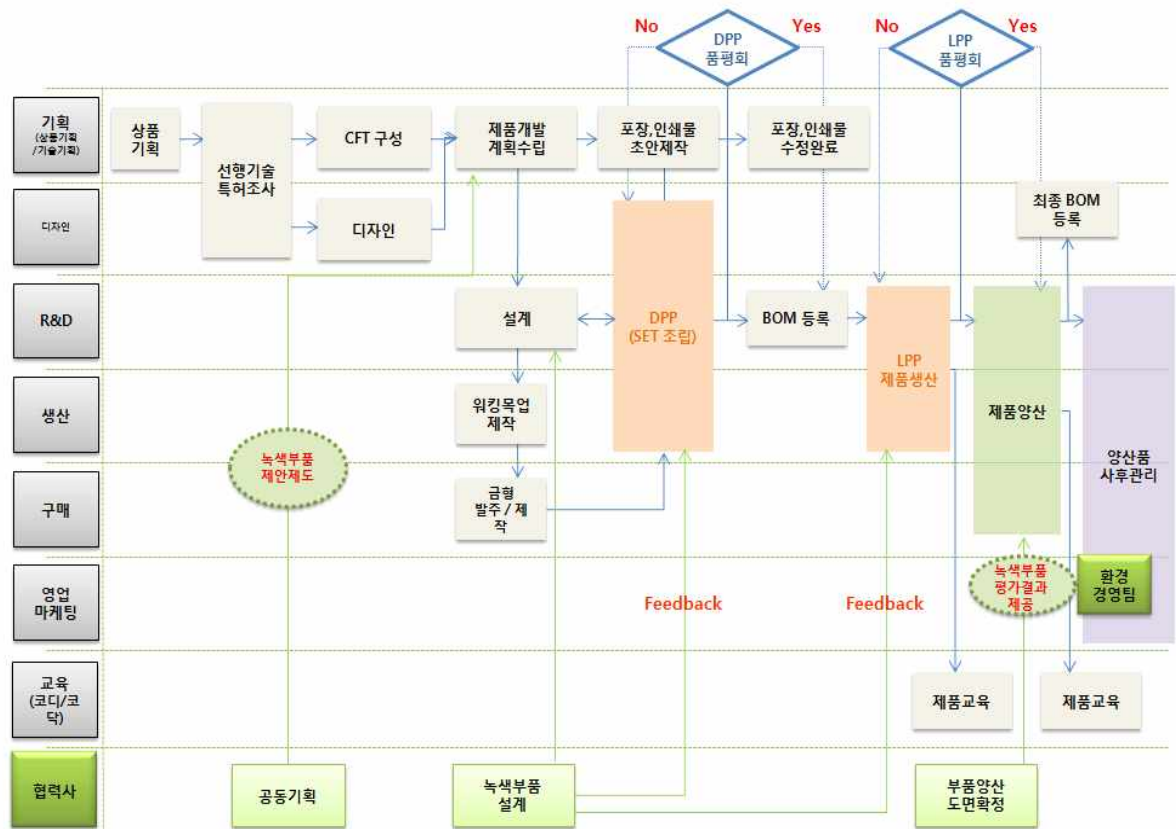 No
DPP
품평회
Yes
No
LPP
품평회
Yes
기획
(상품기획
/기술기획)
상품
기획
선행기술
특허조사
CFT 구성
제품개발
계획수립
포장,인쇄물
초안제작
포장,인쇄물
수정완료
디자인
디자인
최종 BOM
등록
R&D
설계
DPP
(SET 조립)
BOM 등록
LPP
제품생산
제품양산
양산품
사후관리
생산
워킹목업
제작
녹색부품
제안제도
구매
금형
발주 / 제
작
영업
마케팅
Feedback
Feedback
녹색부품
평가결과
제공
환경
경영팀
교육
(코디/코
닥)
제품교육
제품교육
협력사
공동기획
녹색부품
설계
부품양산
도면확정